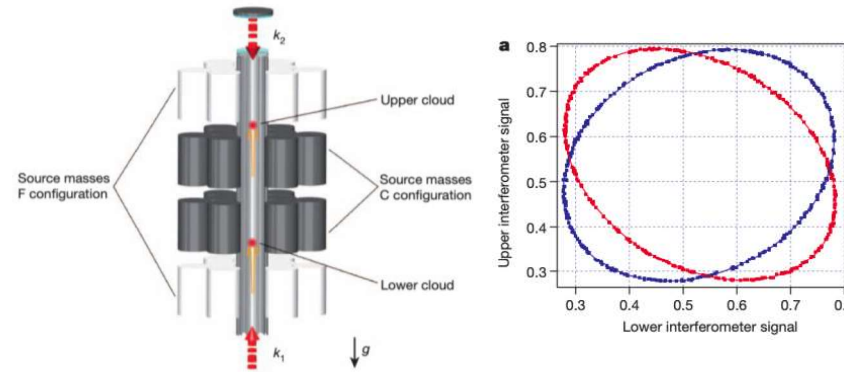 k2
Upper cloud
Source masses
F configuration
Source masses
C configuration
Lower cloud
k1
g
a
Upper interferometer signal
0.8
0.7
0.6
0.5
0.4
0.3
0.3 0.4 0.5 0.6 0.7
Lower interferometer signal